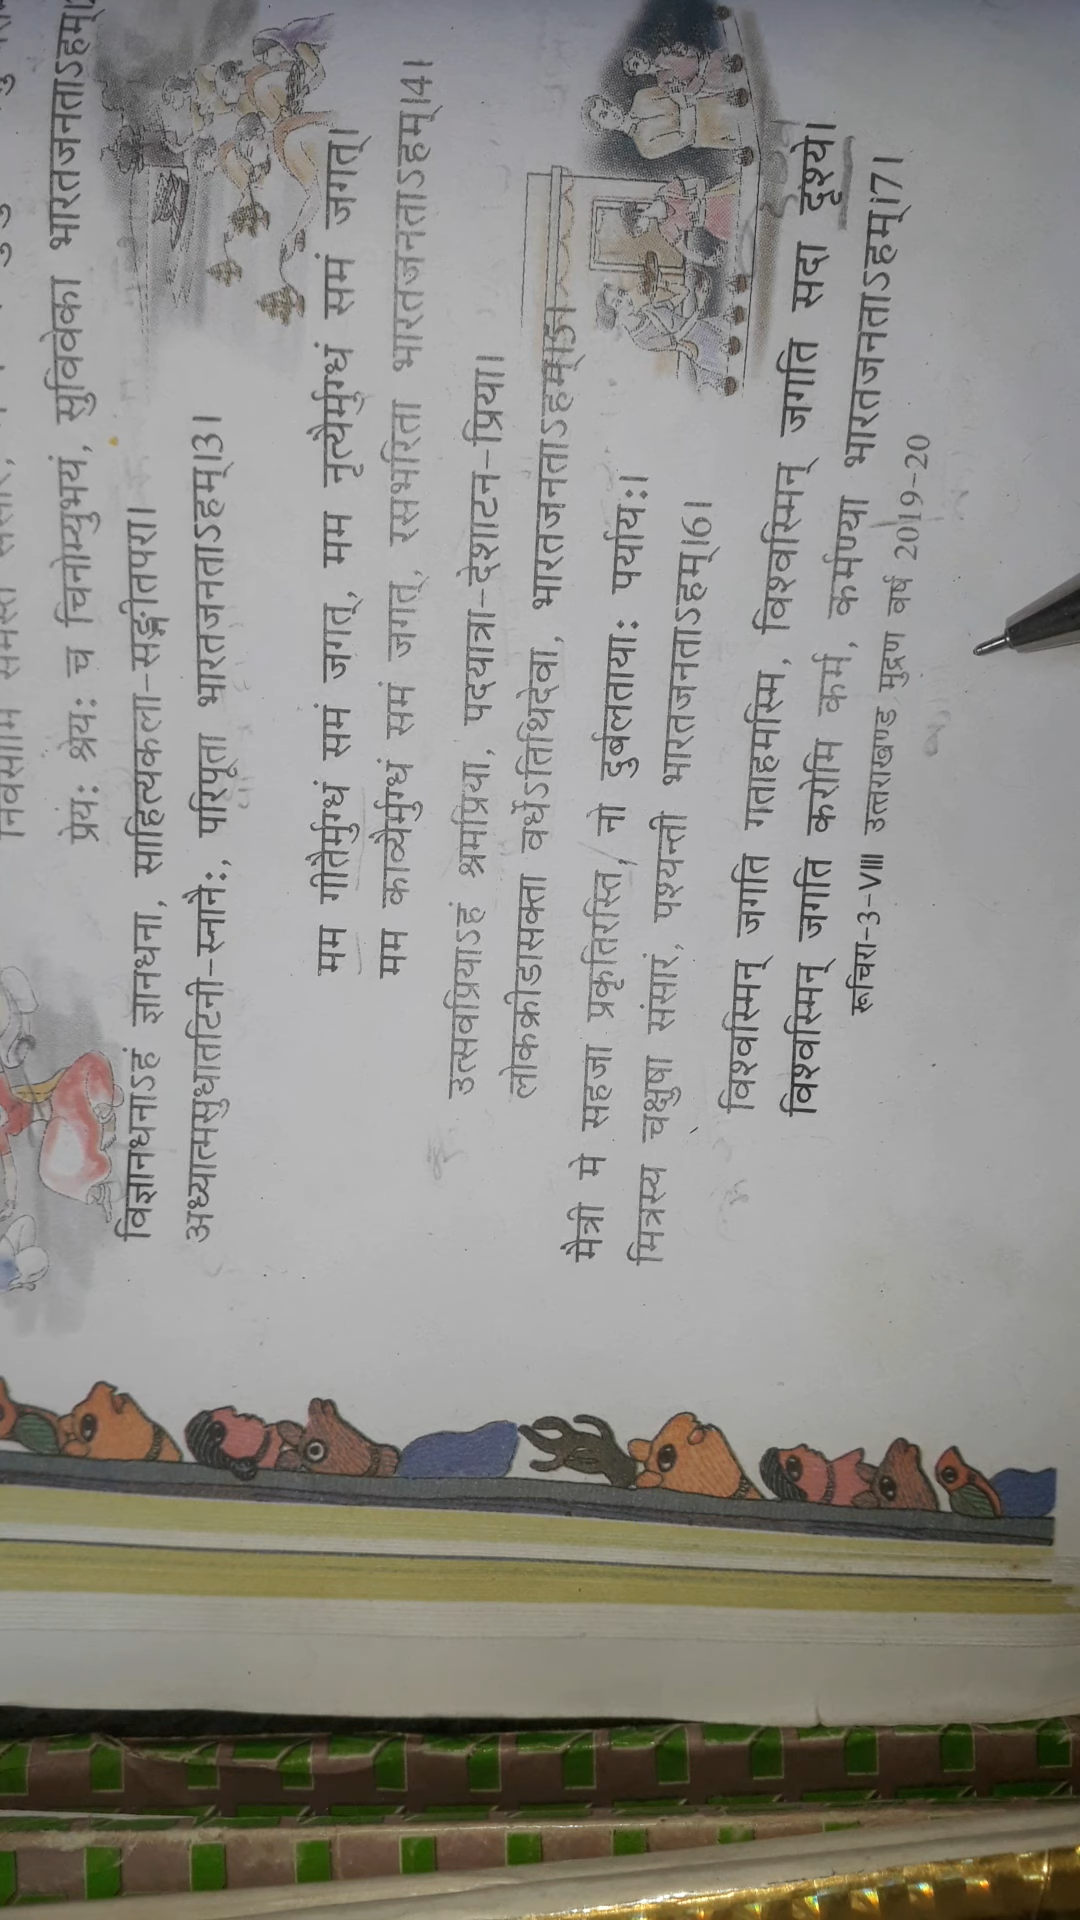 निवसामि समस्ते संसारे,
प्रेयः श्रेयः च चिनोम्युभयं, सुविवेका भारतजनताऽहम्।
विज्ञानधनाऽहं ज्ञानधना, साहित्यकला-सङ्गीतपरा।
अध्यात्मसुधातटिनी-स्नानैः, परिपूता भारतजनताऽहम्।3।
मम गीतैर्मुग्धं समं जगत्, मम नृत्यैर्मुग्धं समं जगत्।
मम काव्यैर्मुग्धं समं जगत्, रसभरिता भारतजनताऽहम्।4।
उत्सवप्रियाऽहं श्रमप्रिया, पदयात्रा-देशाटन-प्रिया।
लोकक्रीडासक्ता वर्धेऽतिथिदेवा, भारतजनताऽहम्।5।
मैत्री मे सहजा प्रकृतिरस्ति, नो दुर्बलतायाः पर्यायः।
मित्रस्य चक्षुषा संसारं, पश्यन्ती भारतजनताऽहम्।6।
विश्वस्मिन् जगति गताहमस्मि, विश्वस्मिन् जगति सदा दृश्ये।
विश्वस्मिन् जगति करोमि कर्म, कर्मण्या भारतजनताऽहम्।7।
रूचिरा-3-VIII उत्तराखण्ड मुद्रण वर्ष 2019-20